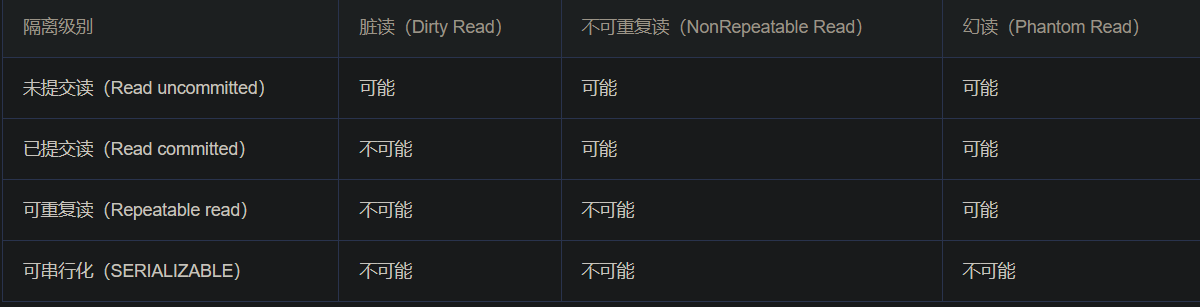 隔离级别 脏读（Dirty Read） 不可重复读（NonRepeatable Read） 幻读（Phantom Read）
未提交读（Read uncommitted） 可能 可能 可能
已提交读（Read committed） 不可能 可能 可能
可重复读（Repeatable read） 不可能 不可能 可能
可串行化（SERIALIZABLE） 不可能 不可能 不可能